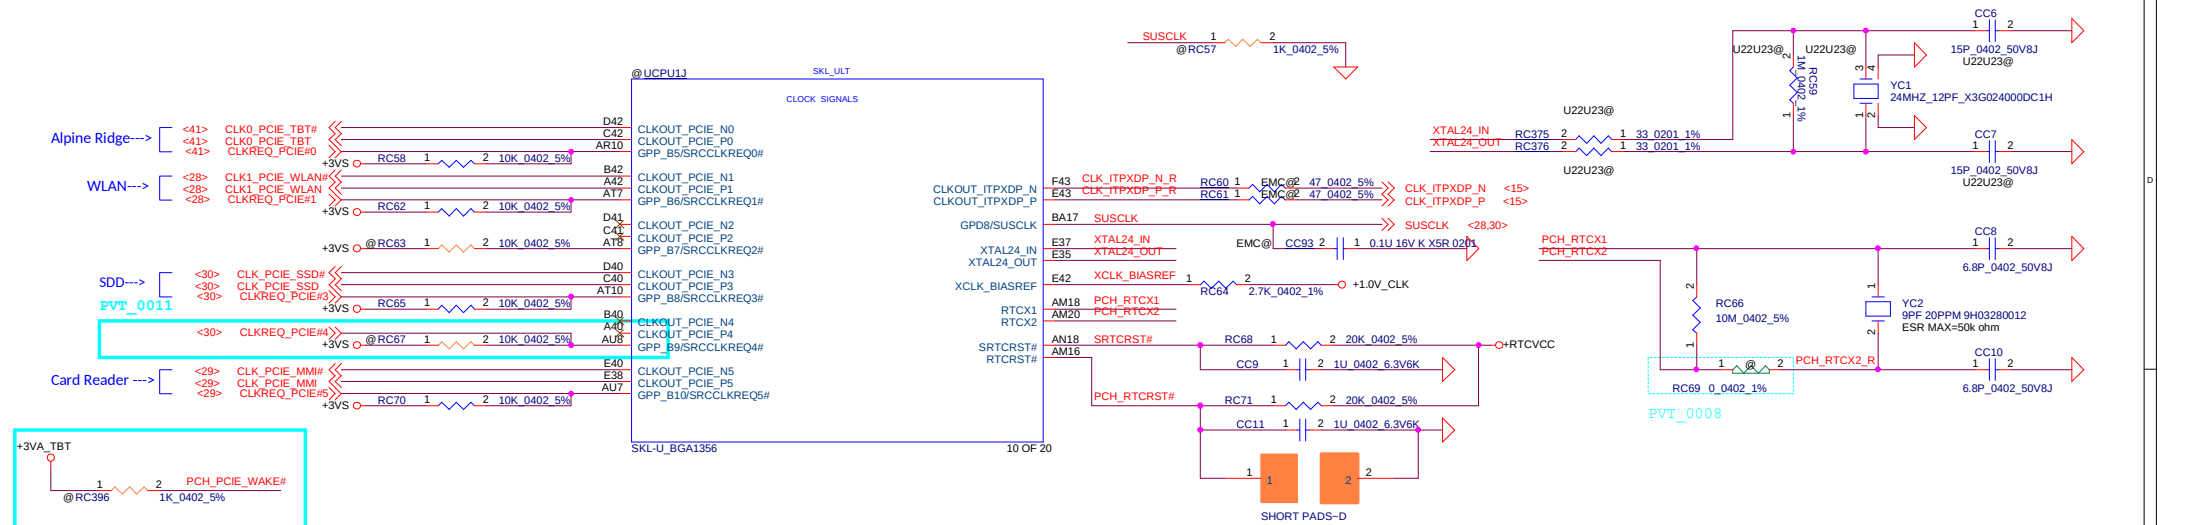 SUSCLK 1 2
@RC57 1K_0402_5%
CC6
1 2
15P_0402_50V8J
U22U23@
U22U23@ U22U23@
2 RC59 1
1M_0402_1%
3 4
1 2
YC1
24MHZ_12PF_X3G024000DC1H
U22U23@
XTAL24_IN RC375 2 1 33_0201_1%
XTAL24_OUT RC376 2 1 33_0201_1%
U22U23@
CC7
1 2
15P_0402_50V8J
U22U23@
@UCPU1J SKL_ULT
CLOCK SIGNALS
Alpine Ridge--->
<41> CLK0_PCIE_TBT# D42 CLKOUT_PCIE_N0
<41> CLK0_PCIE_TBT C42 CLKOUT_PCIE_P0
<41> CLKREQ_PCIE#0 AR10 GPP_B5/SRCCLKREQ0#
+3VS RC58 1 2 10K_0402_5%
WLAN--->
<28> CLK1_PCIE_WLAN# B42 CLKOUT_PCIE_N1
<28> CLK1_PCIE_WLAN A42 CLKOUT_PCIE_P1
<28> CLKREQ_PCIE#1 AT7 GPP_B6/SRCCLKREQ1#
+3VS RC62 1 2 10K_0402_5%
D41 CLKOUT_PCIE_N2
C41 CLKOUT_PCIE_P2
+3VS @RC63 1 2 10K_0402_5% AT8 GPP_B7/SRCCLKREQ2#
SDD--->
<30> CLK_PCIE_SSD# D40 CLKOUT_PCIE_N3
<30> CLK_PCIE_SSD C40 CLKOUT_PCIE_P3
<30> CLKREQ_PCIE#3 AT10 GPP_B8/SRCCLKREQ3#
+3VS RC65 1 2 10K_0402_5%
PVT_0011
B40 CLKOUT_PCIE_N4
<30> CLKREQ_PCIE#4 A40 CLKOUT_PCIE_P4
+3VS @RC67 1 2 10K_0402_5% AU8 GPP_B9/SRCCLKREQ4#
Card Reader --->
<29> CLK_PCIE_MMI# E40 CLKOUT_PCIE_N5
<29> CLK_PCIE_MMI E38 CLKOUT_PCIE_P5
<29> CLKREQ_PCIE#5 AU7 GPP_B10/SRCCLKREQ5#
+3VS RC70 1 2 10K_0402_5%
CLKOUT_ITPXDP_N F43 CLK_ITPXDP_N_R RC60 1 EMC@ 2 47_0402_5% CLK_ITPXDP_N <15>
CLKOUT_ITPXDP_P E43 CLK_ITPXDP_P_R RC61 1 EMC@ 2 47_0402_5% CLK_ITPXDP_P <15>
GPD8/SUSCLK BA17 SUSCLK SUSCLK <28,30>
XTAL24_IN E37 XTAL24_IN EMC@ CC93 2 1 0.1U 16V K X5R 0201
XTAL24_OUT E35 XTAL24_OUT
XCLK_BIASREF E42 XCLK_BIASREF 1 2 +1.0V_CLK
RC64 2.7K_0402_1%
RTCX1 AM18 PCH_RTCX1
RTCX2 AM20 PCH_RTCX2
SRTCRST# AN18 SRTCRST# RC68 1 2 20K_0402_5% +RTCVCC
RTCRST# AM16
CC9 1 2 1U_0402_6.3V6K
PCH_RTCRST# RC71 1 2 20K_0402_5%
CC11 1 2 1U_0402_6.3V6K
1 1 2 2
SHORT PADS~D
SKL-U_BGA1356 10 OF 20
PCH_RTCX1
PCH_RTCX2
CC8
1 2
6.8P_0402_50V8J
2 RC66 1
10M_0402_5%
1 YC2 2
9PF 20PPM 9H03280012
ESR MAX=50k ohm
1 @ 2 PCH_RTCX2_R
RC69 0_0402_1%
PVT_0008
CC10
1 2
6.8P_0402_50V8J
+3VA_TBT
1 2 PCH_PCIE_WAKE#
@RC396 1K_0402_5%
D